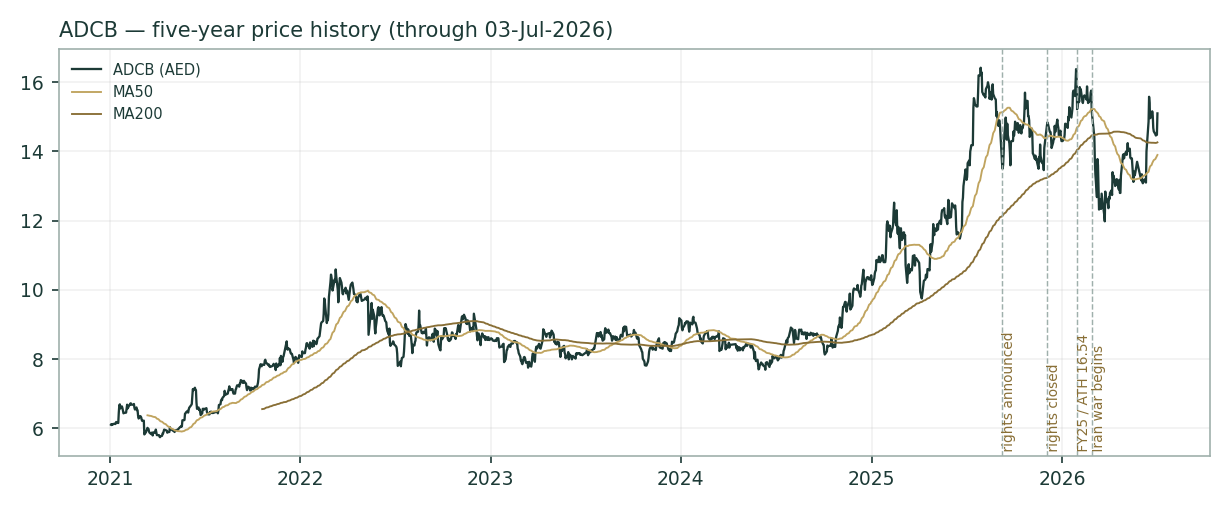 ADCB — five-year price history (through 03-Jul-2026)
ADCB (AED)
MA50
MA200
16
14
12
10
8
6
rights announced
rights closed
FY25 / ATH 16.54
Iran war begins
2021
2022
2023
2024
2025
2026